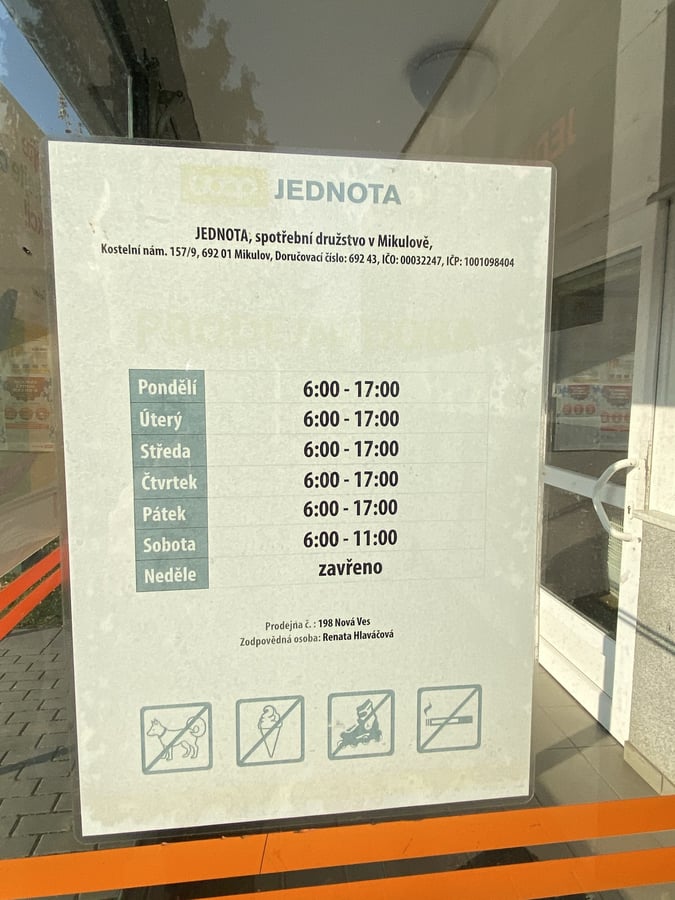 JEDNOTA
JEDNOTA, spotřební družstvo v Mikulově,
Kostelní nám. 157/9, 692 01 Mikulov, Doručovací číslo: 692 43, IČO: 00032247, IČP: 1001098404
Pondělí 6:00 - 17:00
Úterý 6:00 - 17:00
Středa 6:00 - 17:00
Čtvrtek 6:00 - 17:00
Pátek 6:00 - 17:00
Sobota 6:00 - 11:00
Neděle zavřeno
Prodejna č. : 198 Nová Ves
Zodpovědná osoba: Renata Hlaváčová